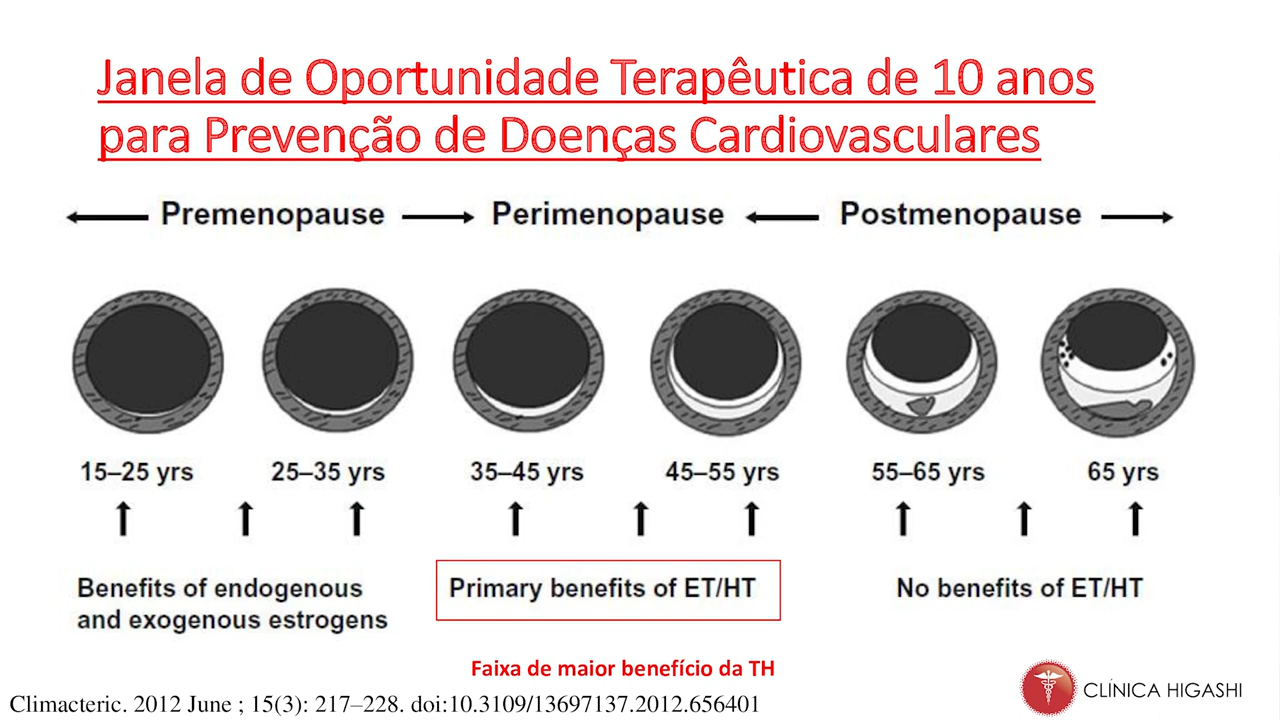 Janela de Oportunidade Terapêutica de 10 anos
para Prevenção de Doenças Cardiovasculares
Premenopause Perimenopause Postmenopause
15–25 yrs 25–35 yrs 35–45 yrs 45–55 yrs 55–65 yrs 65 yrs
Benefits of endogenous
and exogenous estrogens
Primary benefits of ET/HT
No benefits of ET/HT
Faixa de maior benefício da TH
CLÍNICA HIGASHI
Climacteric. 2012 June ; 15(3): 217–228. doi:10.3109/13697137.2012.656401